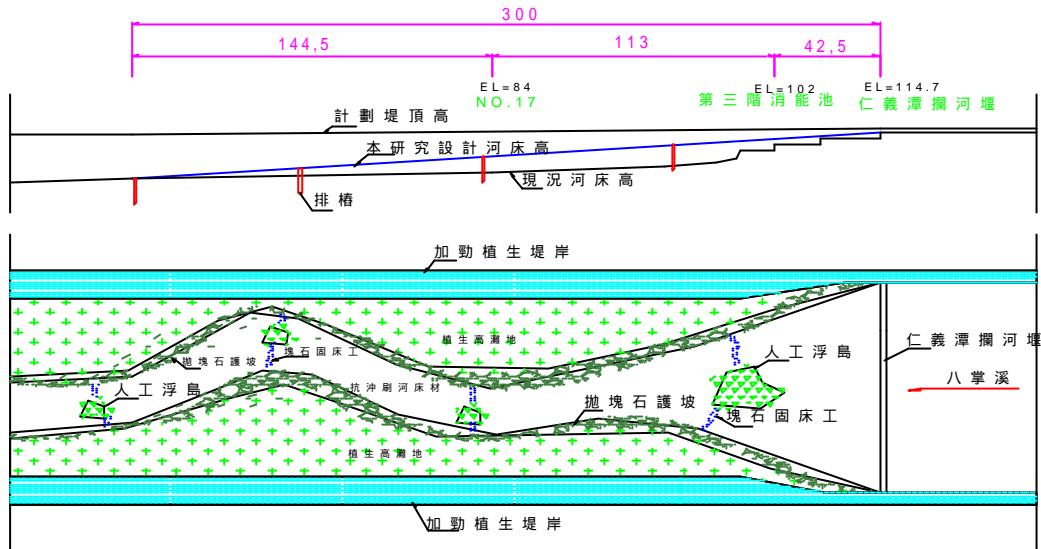 300
144,5
113
42,5
EL=84
NO.17
EL=102
第三階消能池
EL=114.7
仁義潭攔河堰
計劃堤頂高
本研究設計河床高
現況河床高
排樁
加勁植生堤岸
植生高灘地
拋塊石護坡
塊石固床工
人工浮島
仁義潭攔河堰
人工浮島
抗沖刷河床材
八掌溪
拋塊石護坡
塊石固床工
植生高灘地
加勁植生堤岸